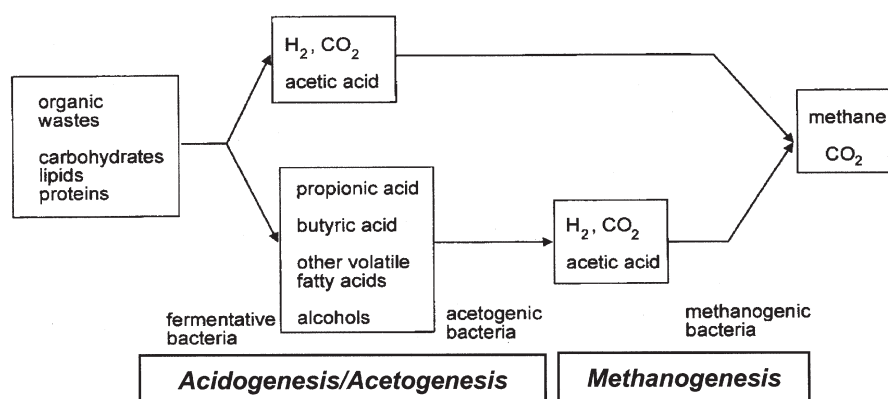 organic
wastes
carbohydrates
lipids
proteins
H₂, CO₂
acetic acid
propionic acid
butyric acid
other volatile
fatty acids
alcohols
H₂, CO₂
acetic acid
methane
CO₂
fermentative
bacteria
acetogenic
bacteria
methanogenic
bacteria
Acidogenesis/Acetogenesis
Methanogenesis